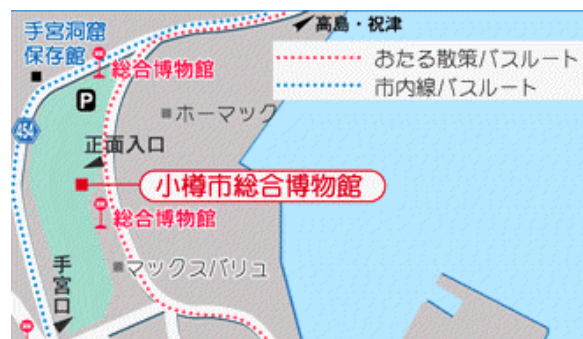 手宮洞窟
保存館
高島・祝津
総合博物館
おたる散策バスルート
市内線バスルート
P
ホーマック
454
正面入口
小樽市総合博物館
総合博物館
手宮口
マックスバリュ